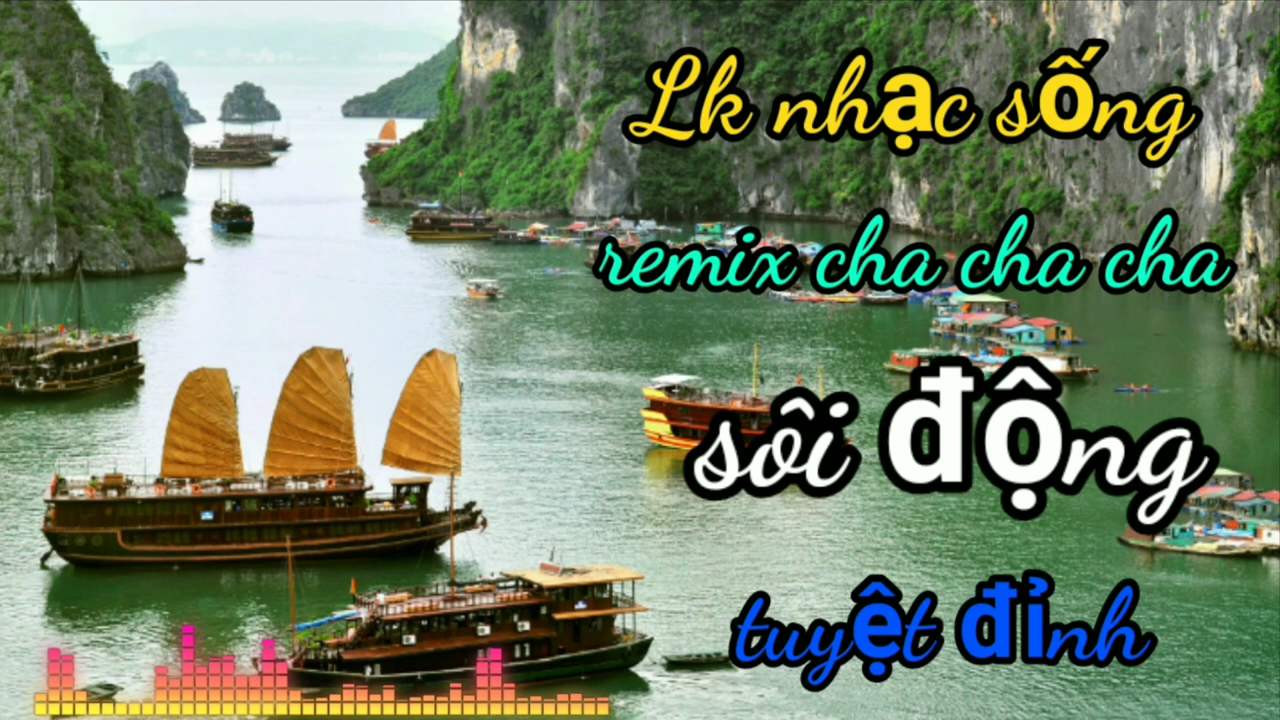 Lk nhạc sống
remix cha cha cha
sôi động
tuyệt đỉnh